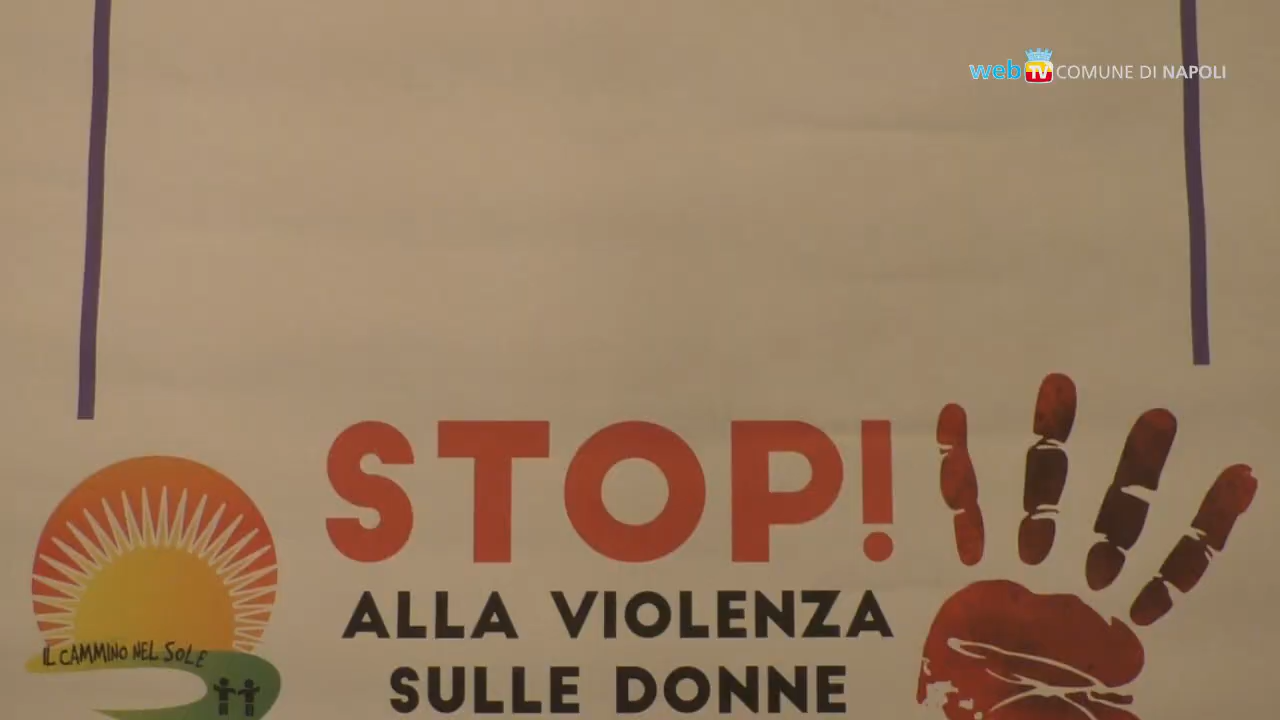 web TV COMUNE DI NAPOLI
STOP!
ALLA VIOLENZA
SULLE DONNE
IL CAMMINO NEL SOLE